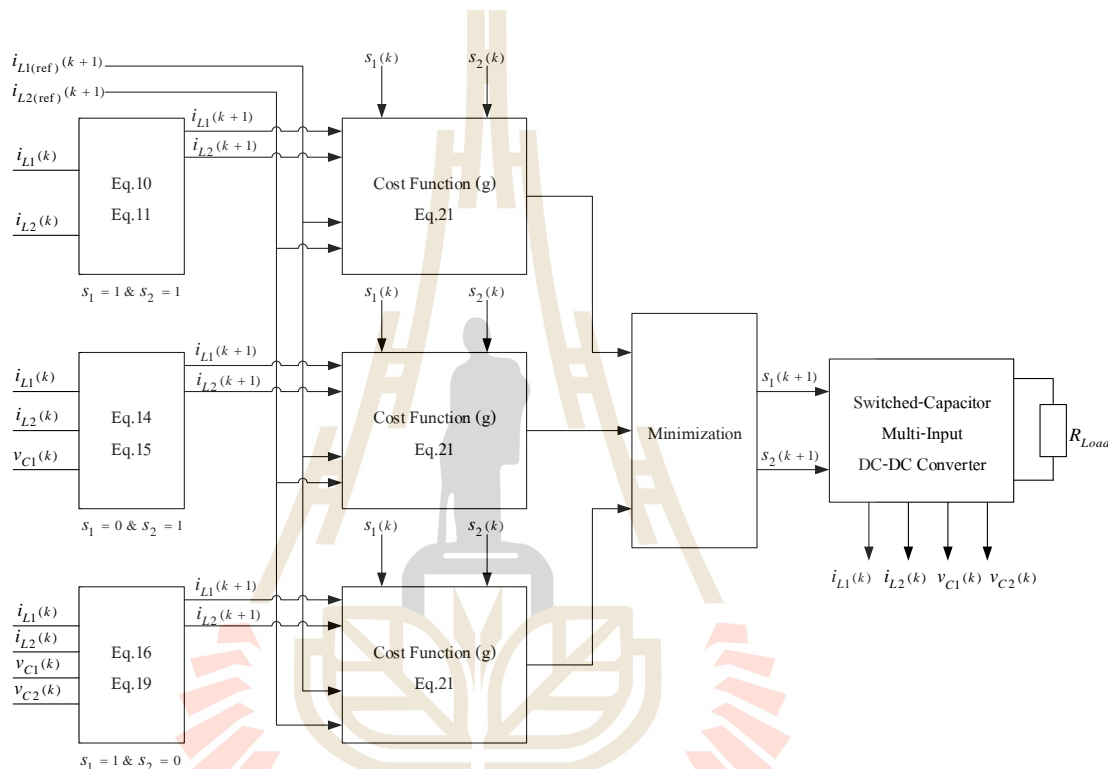 i_{L1(ref)}(k+1)
i_{L2(ref)}(k+1)
s_1(k)
s_2(k)
i_{L1}(k)
i_{L2}(k)
Eq.10
Eq.11
s_1 = 1 & s_2 = 1
i_{L1}(k+1)
i_{L2}(k+1)
Cost Function (g)
Eq.21
s_1(k)
s_2(k)
i_{L1}(k)
i_{L2}(k)
v_{C1}(k)
Eq.14
Eq.15
s_1 = 0 & s_2 = 1
i_{L1}(k+1)
i_{L2}(k+1)
Cost Function (g)
Eq.21
s_1(k)
s_2(k)
i_{L1}(k)
i_{L2}(k)
v_{C1}(k)
v_{C2}(k)
Eq.16
Eq.19
s_1 = 1 & s_2 = 0
i_{L1}(k+1)
i_{L2}(k+1)
Cost Function (g)
Eq.21
Minimization
s_1(k+1)
s_2(k+1)
Switched-Capacitor
Multi-Input
DC-DC Converter
R_{Load}
i_{L1}(k)
i_{L2}(k)
v_{C1}(k)
v_{C2}(k)